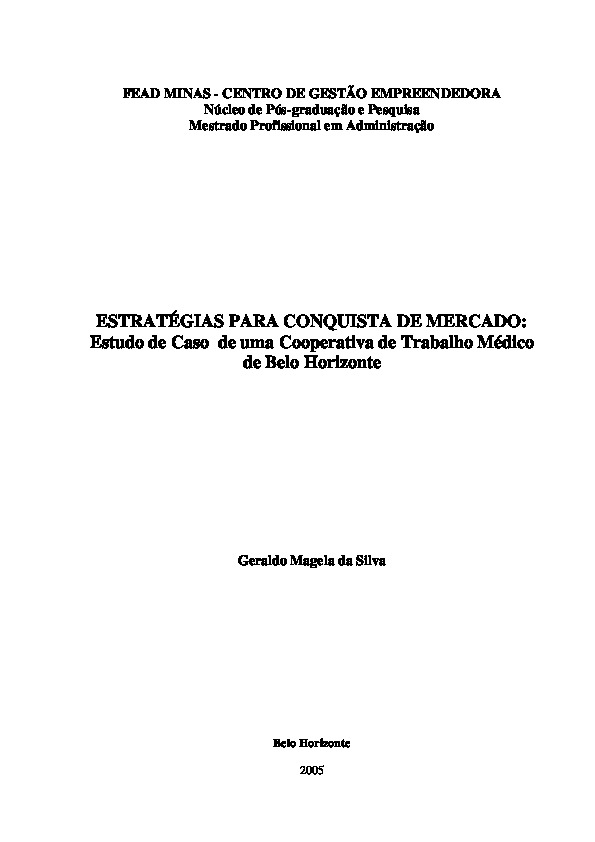 FEAD MINAS - CENTRO DE GESTÃO EMPREENDEDORA
Núcleo de Pós-graduação e Pesquisa
Mestrado Profissional em Administração
ESTRATÉGIAS PARA CONQUISTA DE MERCADO:
Estudo de Caso de uma Cooperativa de Trabalho Médico
de Belo Horizonte
Geraldo Magela da Silva
Belo Horizonte
2005